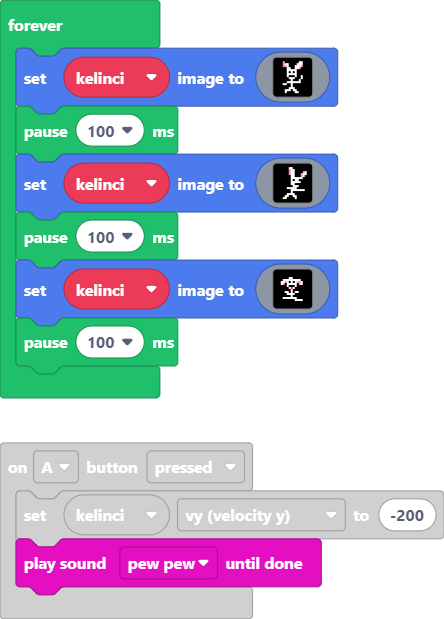 forever
set kelinci image to
pause 100 ms
set kelinci image to
pause 100 ms
set kelinci image to
pause 100 ms
on A button pressed
set kelinci vy (velocity y) to -200
play sound pew pew until done